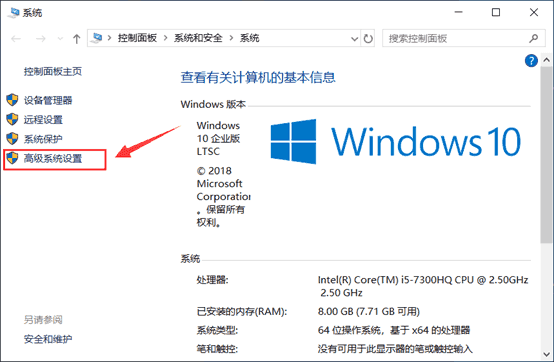 系统
控制面板 系统和安全 系统
搜索控制面板
控制面板主页
设备管理器
远程设置
系统保护
高级系统设置
另请参阅
安全和维护
查看有关计算机的基本信息
Windows 版本
Windows
10 企业版
LTSC
© 2018
Microsoft
Corporation
。保留所有
权利。
Windows 10
系统
处理器: Intel(R) Core(TM) i5-7300HQ CPU @ 2.50GHz
2.50 GHz
已安装的内存(RAM): 8.00 GB (7.71 GB 可用)
系统类型: 64 位操作系统，基于 x64 的处理器
笔和触控: 没有可用于此显示器的笔或触控输入